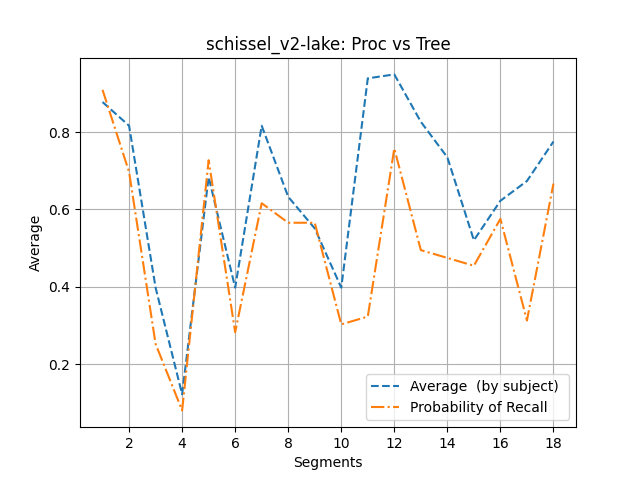 schissel_v2-lake: Proc vs Tree
Average
0.8
0.6
0.4
0.2
2 4 6 8 10 12 14 16 18
Segments
Average  (by subject)
Probability of Recall